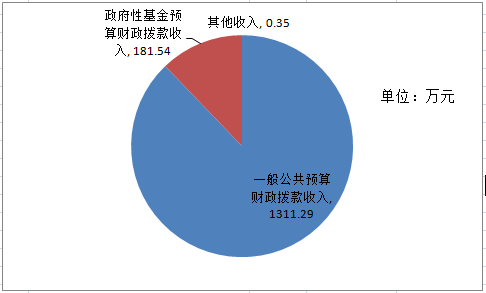 政府性基金预
算财政拨款收
入, 181.54
其他收入, 0.35
单位：万元
一般公共预算
财政拨款收入,
1311.29